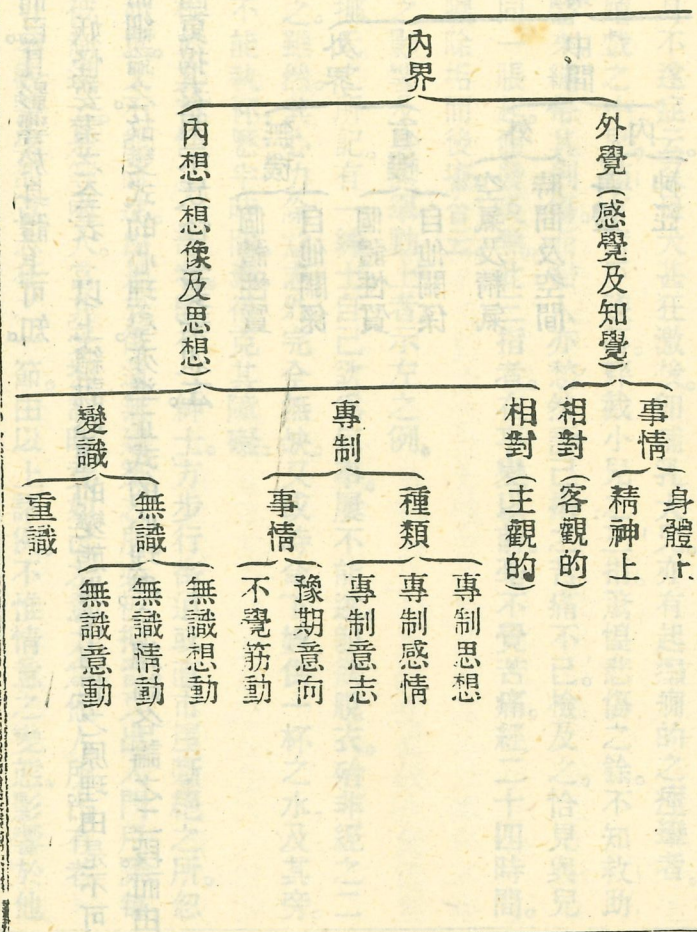 內界
外覺(感覺及知覺)
事情
身體上
精神上
相對(客觀的)
內想(想像及思想)
相對(主觀的)
專制
種類
專制思想
專制感情
專制意志
事情
豫期意向
不覺筋動
變識
無識
無識想動
無識情動
無識意動
重識